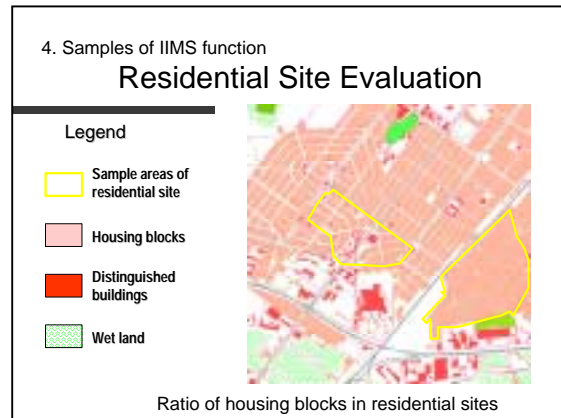 4. Samples of IIMS function
Residential Site Evaluation
Legend
Sample areas of
residential site
Housing blocks
Distinguished
buildings
Wet land
Ratio of housing blocks in residential sites